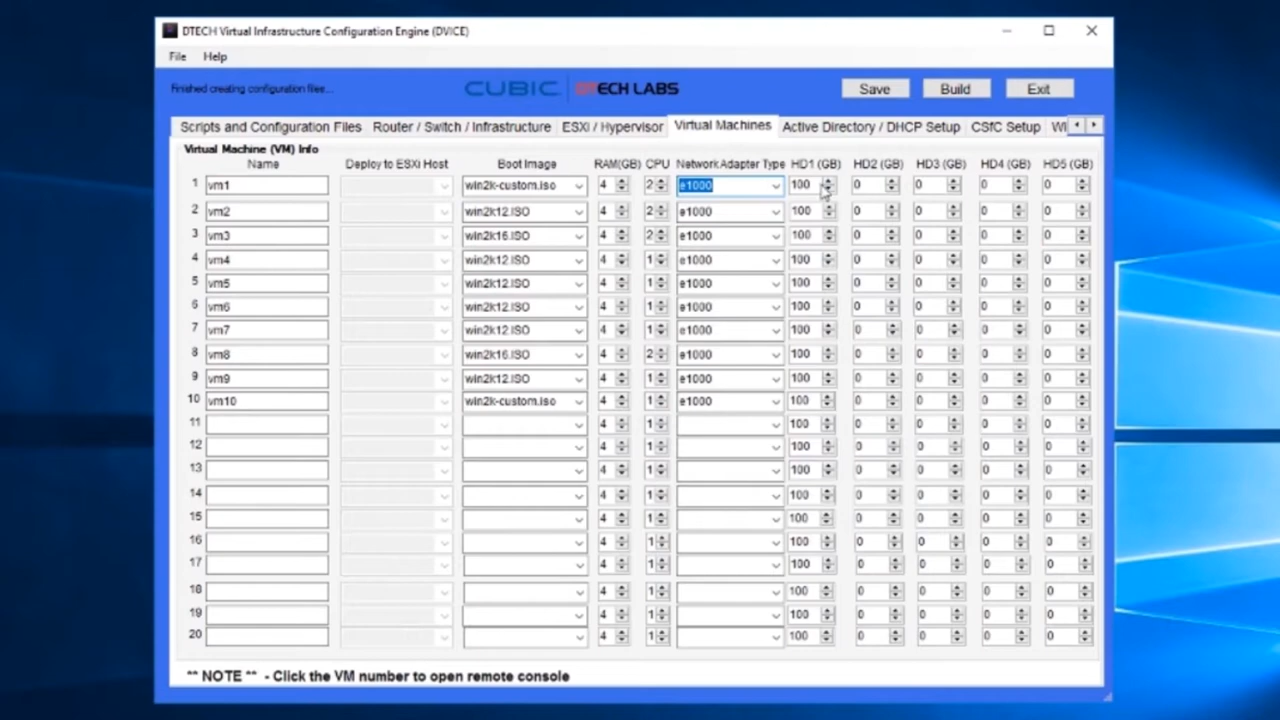 DTECH Virtual Infrastructure Configuration Engine (DVICE)
File Help
Finished creating configuration files... CUBIC DTECH LABS Save Build Exit
Scripts and Configuration Files Router / Switch / Infrastructure ESXi / Hypervisor Virtual Machines Active Directory / DHCP Setup CSfC Setup WI
Virtual Machine (VM) Info
Name Deploy to ESXi Host Boot Image RAM(GB) CPU Network Adapter Type HD1 (GB) HD2 (GB) HD3 (GB) HD4 (GB) HD5 (GB)
1 vm1 win2k-custom.iso 4 2 e1000 100 0 0 0 0
2 vm2 win2k12.ISO 4 2 e1000 100 0 0 0 0
3 vm3 win2k16.ISO 4 2 e1000 100 0 0 0 0
4 vm4 win2k12.ISO 4 1 e1000 100 0 0 0 0
5 vm5 win2k12.ISO 4 1 e1000 100 0 0 0 0
6 vm6 win2k12.ISO 4 1 e1000 100 0 0 0 0
7 vm7 win2k12.ISO 4 1 e1000 100 0 0 0 0
8 vm8 win2k16.ISO 4 2 e1000 100 0 0 0 0
9 vm9 win2k12.ISO 4 1 e1000 100 0 0 0 0
10 vm10 win2k-custom.iso 4 1 e1000 100 0 0 0 0
11 4 1 100 0 0 0 0
12 4 1 100 0 0 0 0
13 4 1 100 0 0 0 0
14 4 1 100 0 0 0 0
15 4 1 100 0 0 0 0
16 4 1 100 0 0 0 0
17 4 1 100 0 0 0 0
18 4 1 100 0 0 0 0
19 4 1 100 0 0 0 0
20 4 1 100 0 0 0 0
** NOTE ** - Click the VM number to open remote console